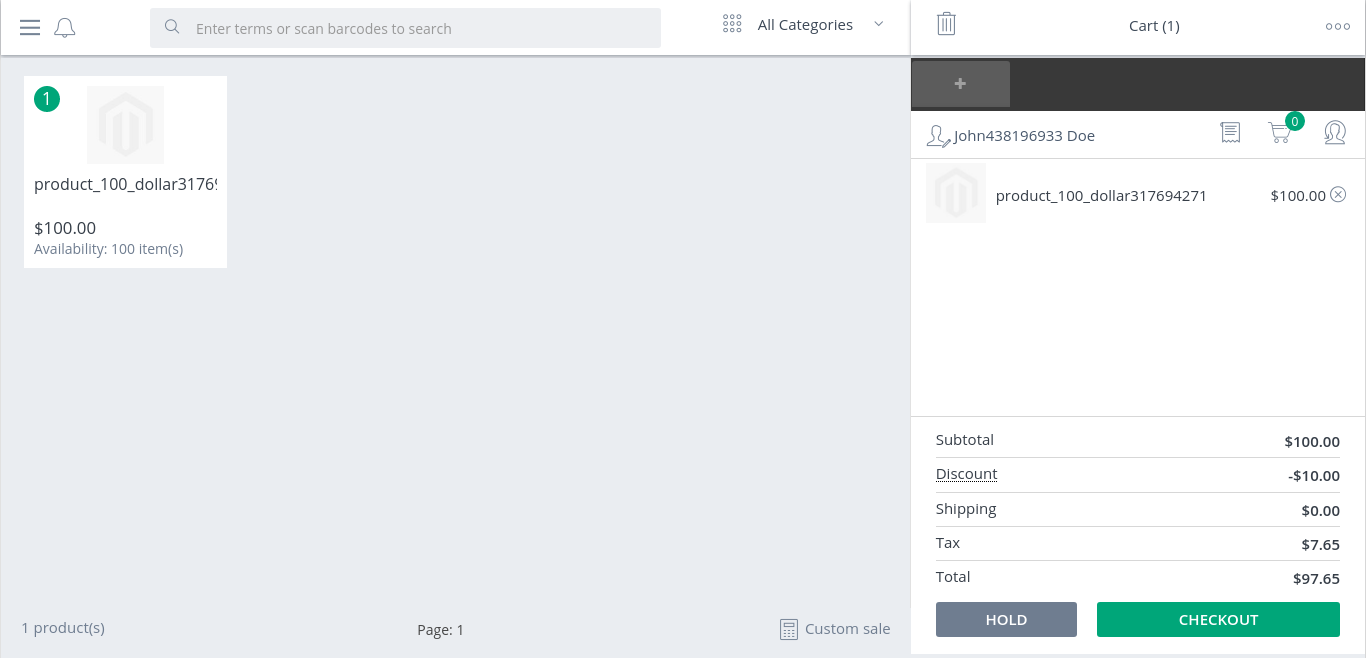 Enter terms or scan barcodes to search
All Categories
Cart (1)
+
1
product_100_dollar3176
$100.00
Availability: 100 item(s)
John438196933 Doe
0
product_100_dollar317694271
$100.00
Subtotal
$100.00
Discount
-$10.00
Shipping
$0.00
Tax
$7.65
Total
$97.65
HOLD
CHECKOUT
1 product(s)
Page: 1
Custom sale